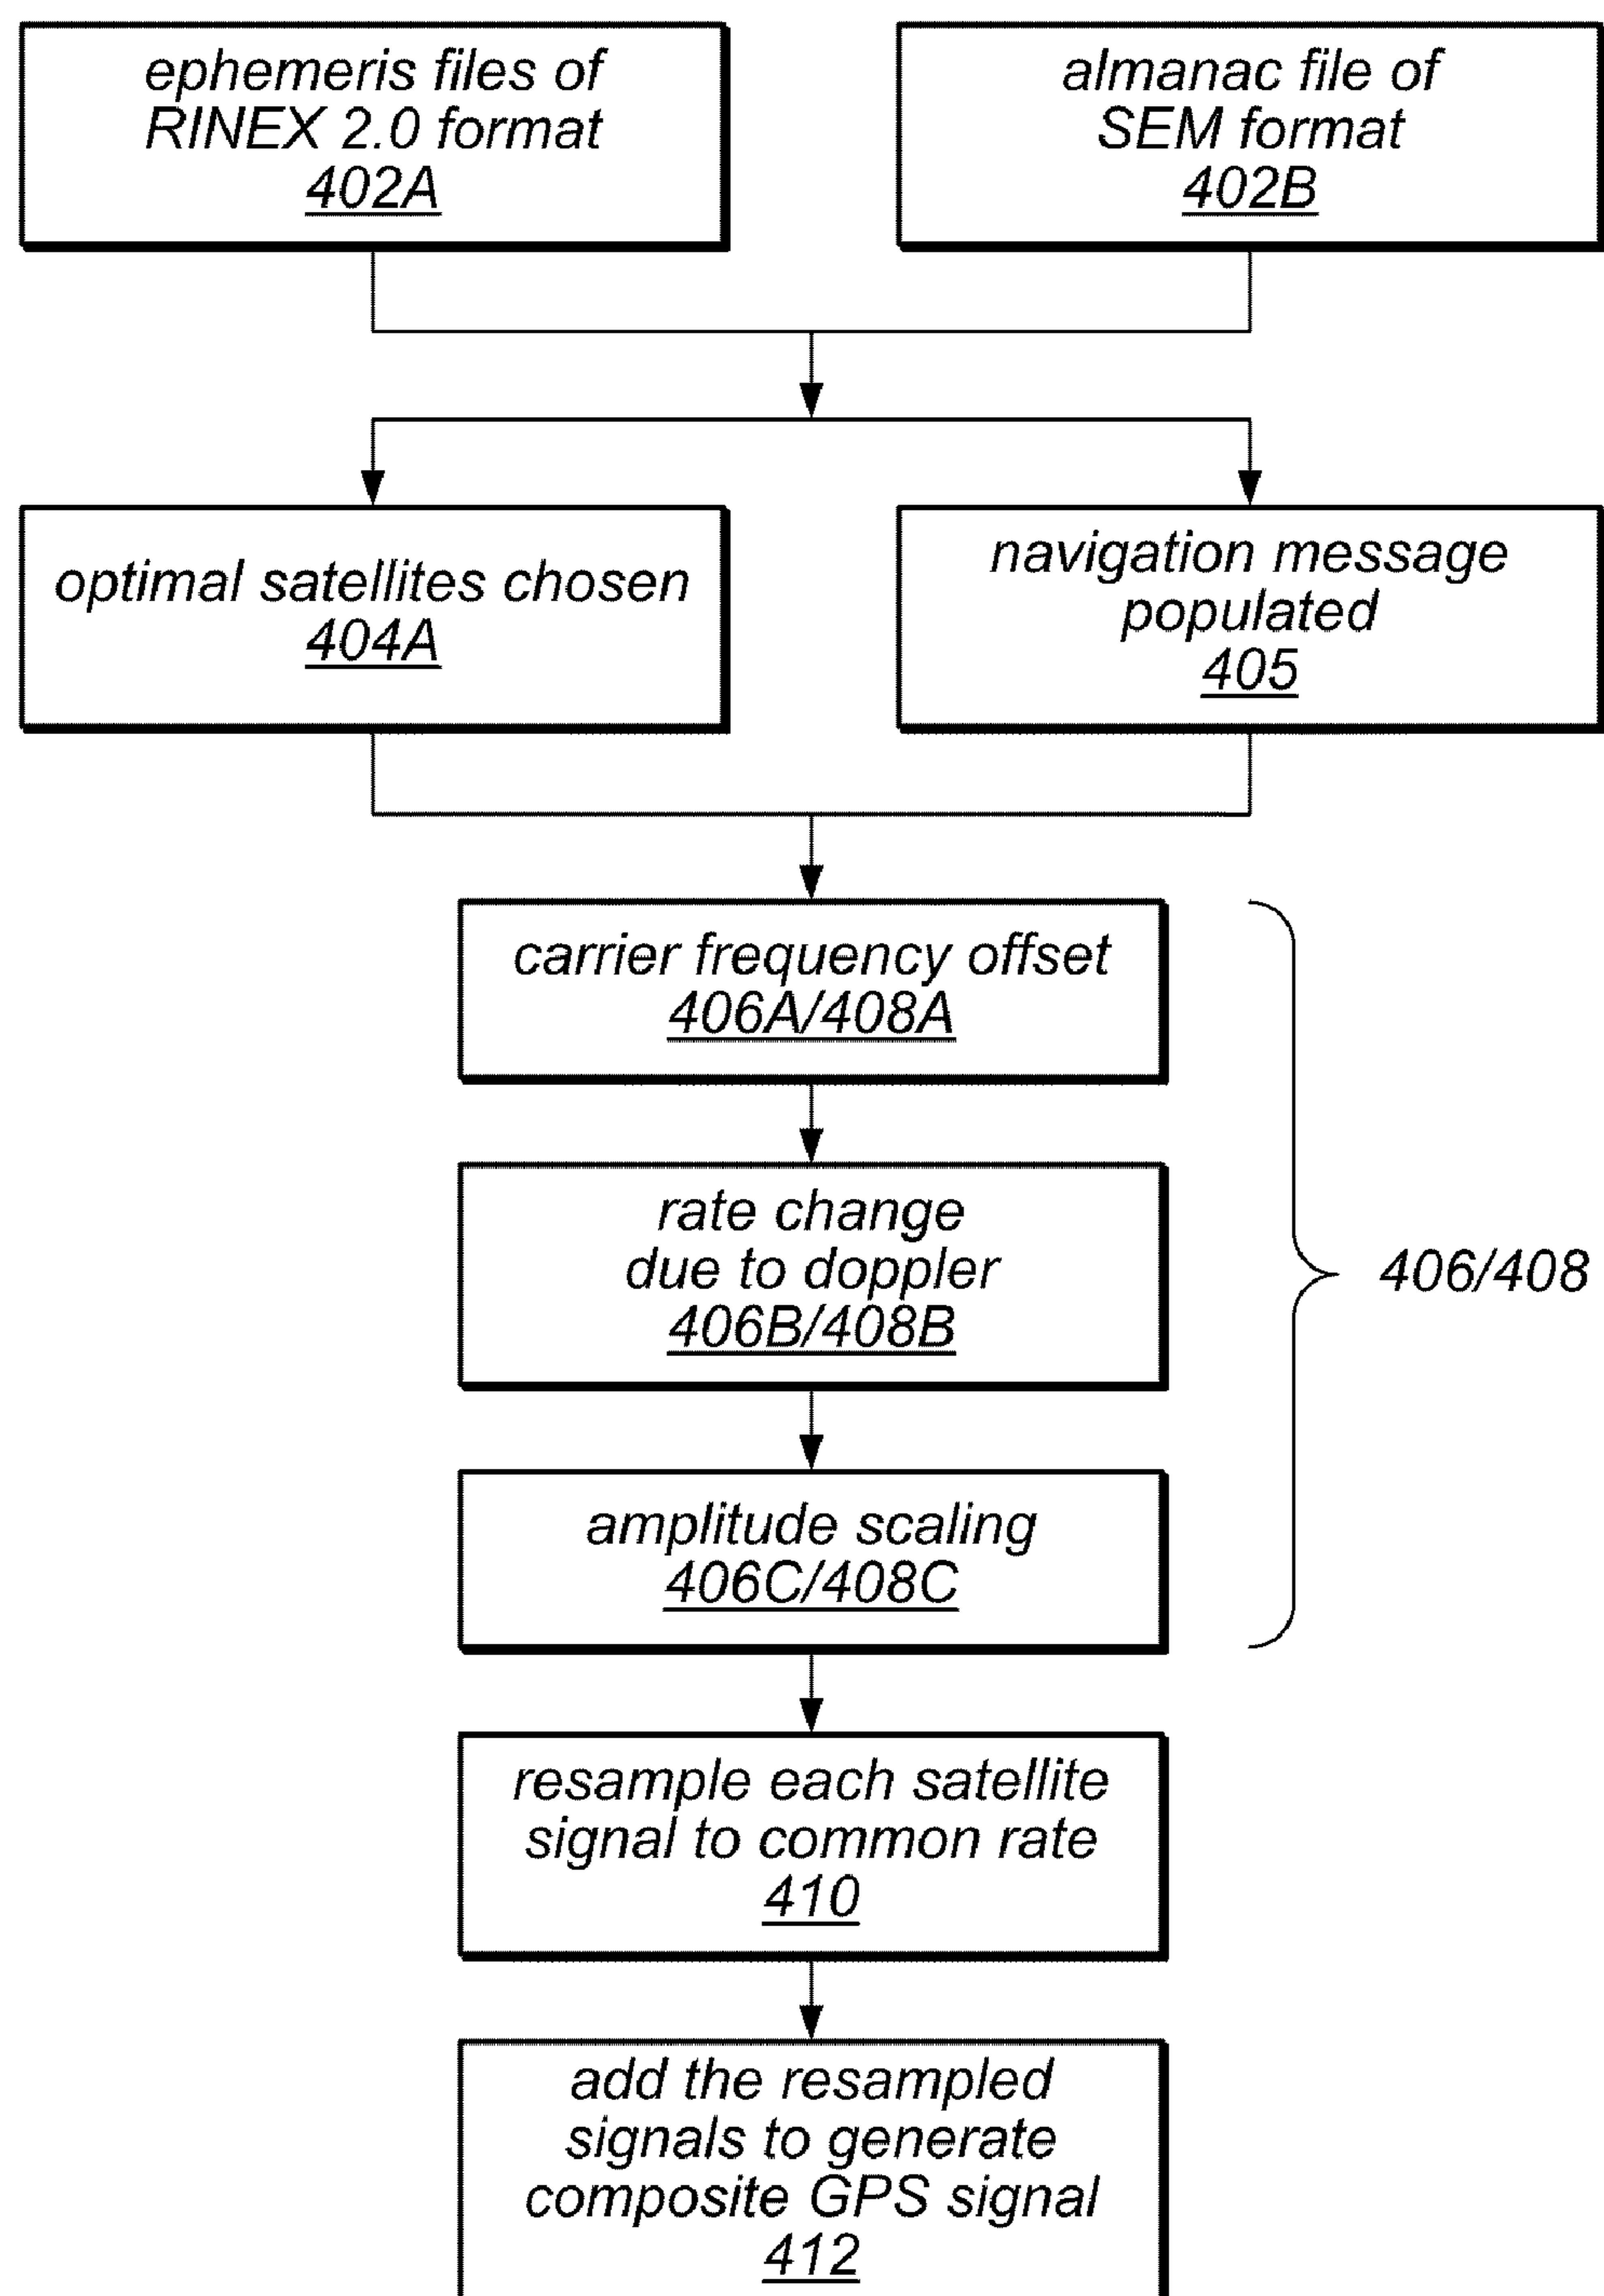 ephemeris files of
RINEX 2.0 format
402A
almanac file of
SEM format
402B
optimal satellites chosen
404A
navigation message
populated
405
carrier frequency offset
406A/408A
rate change
due to doppler
406B/408B
406/408
amplitude scaling
406C/408C
resample each satellite
signal to common rate
410
add the resampled
signals to generate
composite GPS signal
412